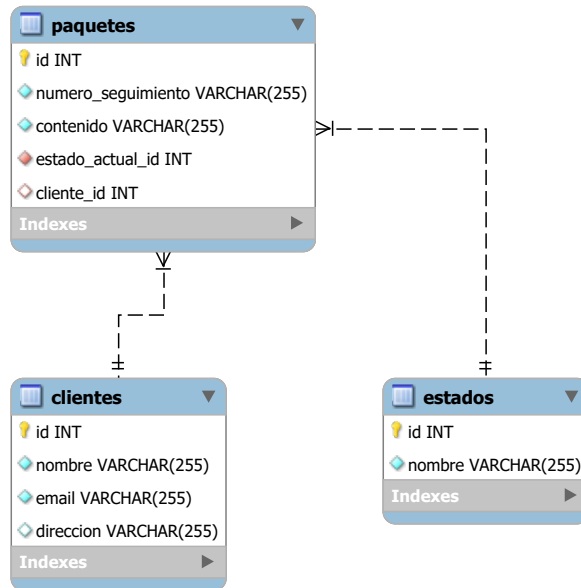 paquetes
id INT
numero_seguimiento VARCHAR(255)
contenido VARCHAR(255)
estado_actual_id INT
cliente_id INT
Indexes
clientes
id INT
nombre VARCHAR(255)
email VARCHAR(255)
direccion VARCHAR(255)
Indexes
estados
id INT
nombre VARCHAR(255)
Indexes